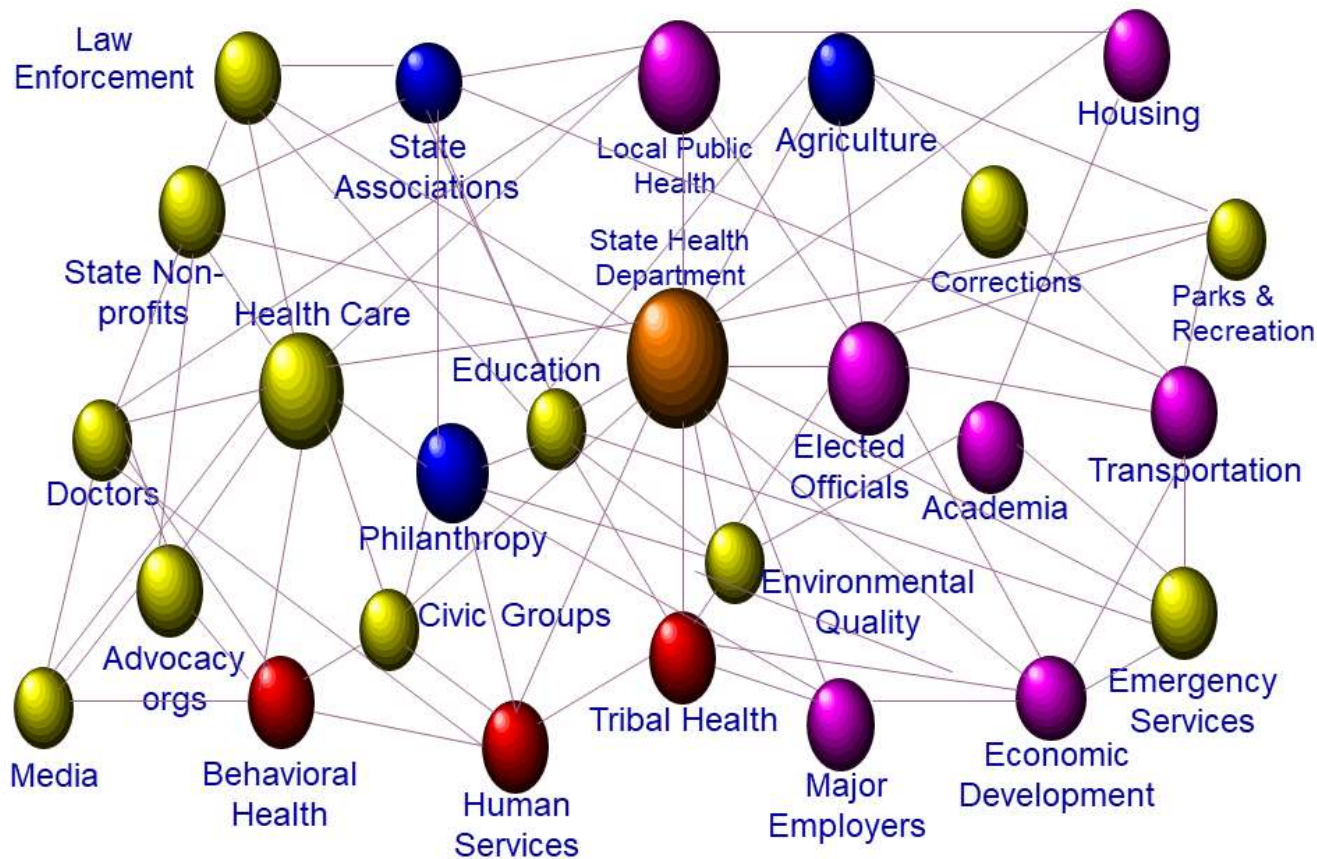 Law
Enforcement
State
Associations
Local Public
Health
Agriculture
Housing
State Non-
profits
Health Care
State Health
Department
Corrections
Parks &
Recreation
Education
Doctors
Philanthropy
Elected
Officials
Academia
Transportation
Advocacy
orgs
Civic Groups
Environmental
Quality
Tribal Health
Emergency
Services
Media
Behavioral
Health
Human
Services
Major
Employers
Economic
Development